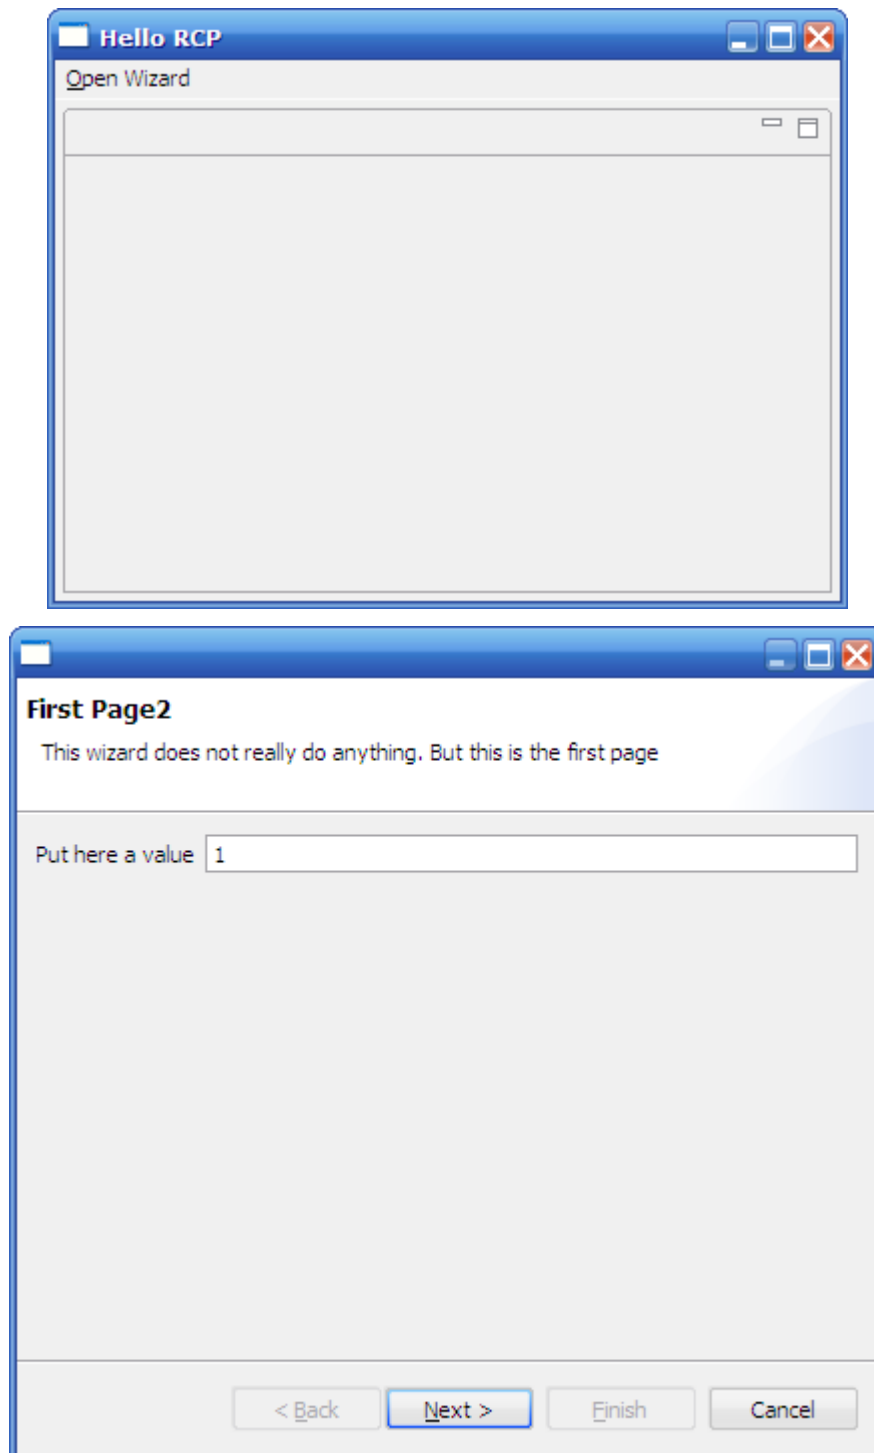 Hello RCP
Open Wizard
First Page2
This wizard does not really do anything. But this is the first page
Put here a value 1
< Back Next > Finish Cancel